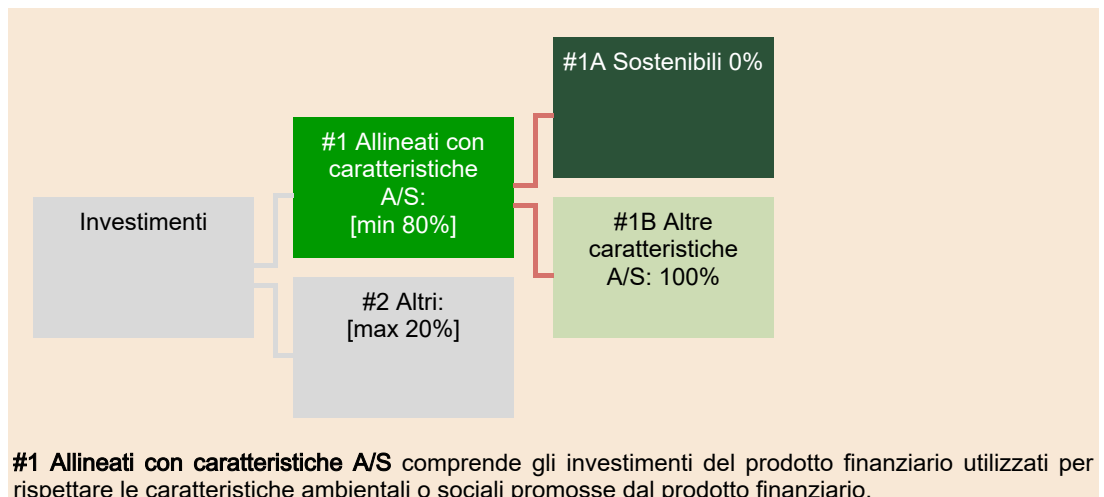 #1A Sostenibili 0%
#1 Allineati con
caratteristiche
A/S:
[min 80%]
Investimenti
#1B Altre
caratteristiche
A/S: 100%
#2 Altri:
[max 20%]
#1 Allineati con caratteristiche A/S comprende gli investimenti del prodotto finanziario utilizzati per
rispettare le caratteristiche ambientali o sociali promosse dal prodotto finanziario.